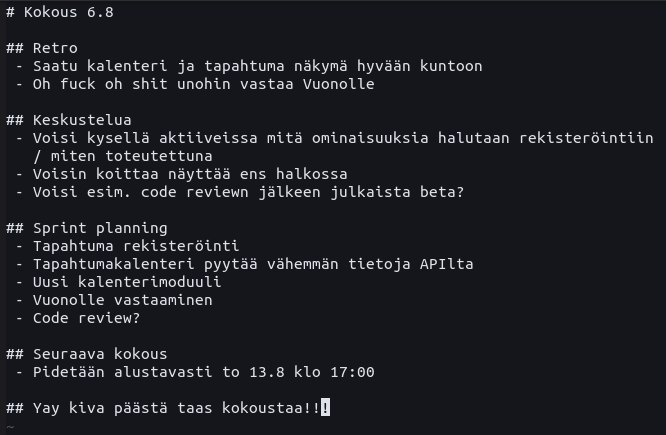 # Kokous 6.8
## Retro
- Saatu kalenteri ja tapahtuma näkymä hyvään kuntoon
- Oh fuck oh shit unohin vastaa Vuonolle
## Keskustelua
- Voisi kysellä aktiiveissa mitä ominaisuuksia halutaan rekisteröintiin
/ miten toteutettuna
- Voisin koittaa näyttää ens halkossa
- Voisi esim. code reviewn jälkeen julkaista beta?
## Sprint planning
- Tapahtuma rekisteröinti
- Tapahtumakalenteri pyytää vähemmän tietoja APIlta
- Uusi kalenterimoduuli
- Vuonolle vastaaminen
- Code review?
## Seuraava kokous
- Pidetään alustavasti to 13.8 klo 17:00
## Yay kiva päästä taas kokoustaa!!!
~